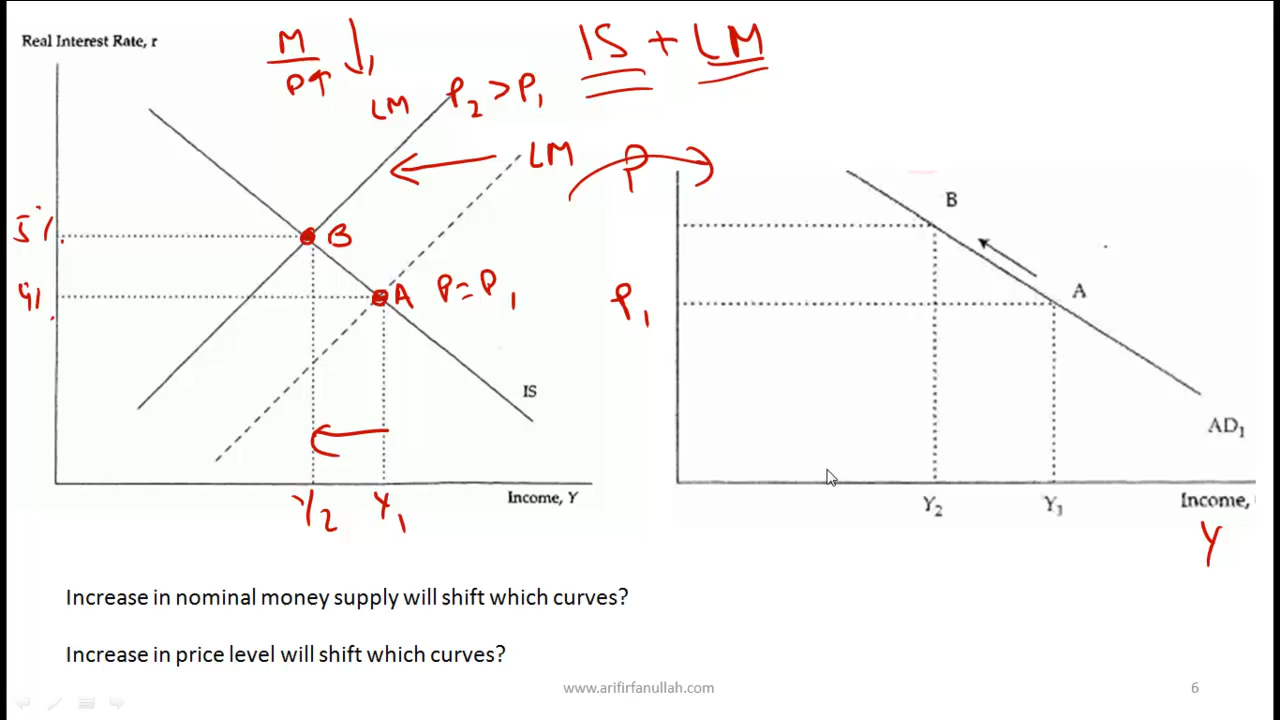 Real Interest Rate, r
M
P↑
↓
IS + LM
LM P₂ > P₁
LM
P
5%
B
4%
A P = P₁
IS
Y₂ Y₁
Income, Y
B
A
P₁
AD₁
Y₂ Y₁
Income,
Y
Increase in nominal money supply will shift which curves?
Increase in price level will shift which curves?
www.arifirfanullah.com
6